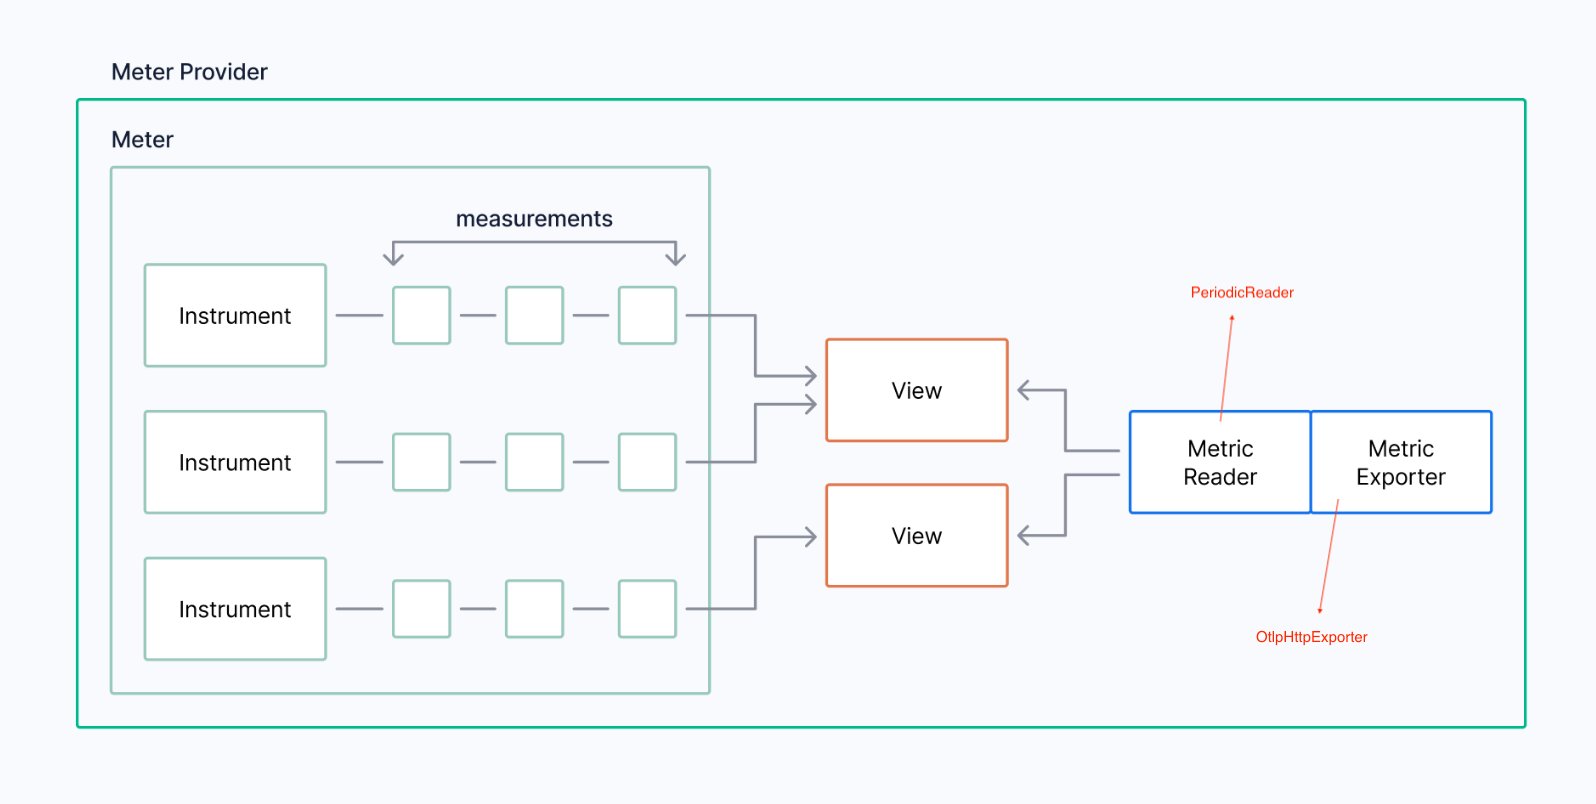 Meter Provider
Meter
measurements
Instrument
Instrument
Instrument
View
View
PeriodicReader
Metric
Reader
Metric
Exporter
OtlpHttpExporter